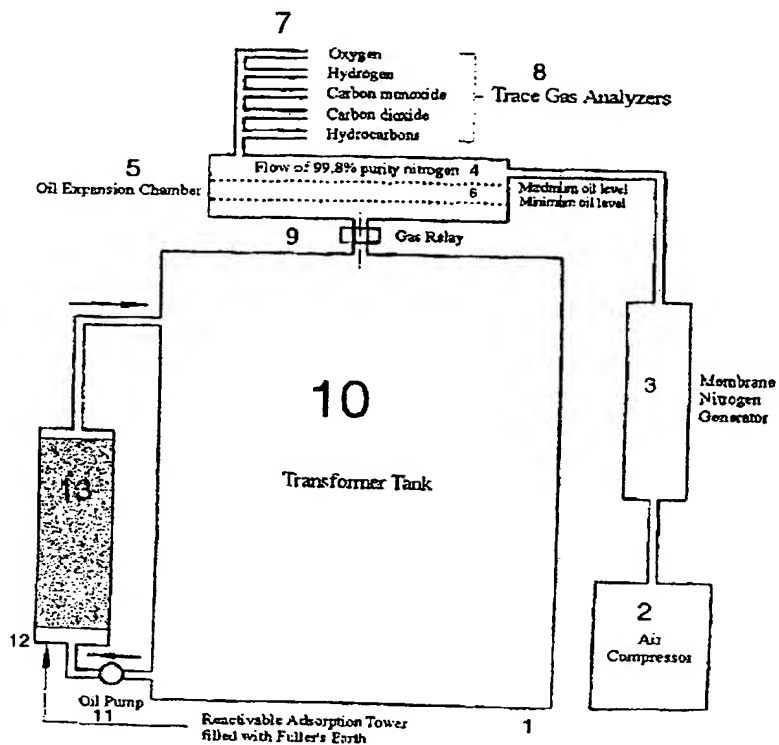 7
Oxygen
Hydrogen
Carbon monoxide
Carbon dioxide
Hydrocarbons
8
Trace Gas Analyzers
5
Oil Expansion Chamber
Flow of 99.8% purity nitrogen 4
6
Maximum oil level
Minimum oil level
9
Gas Relay
10
Transformer Tank
3
Membrane
Nitrogen
Generator
13
2
Air
Compressor
12
Oil Pump
11
1
Reactivable Adsorption Tower
filled with Fuller's Earth